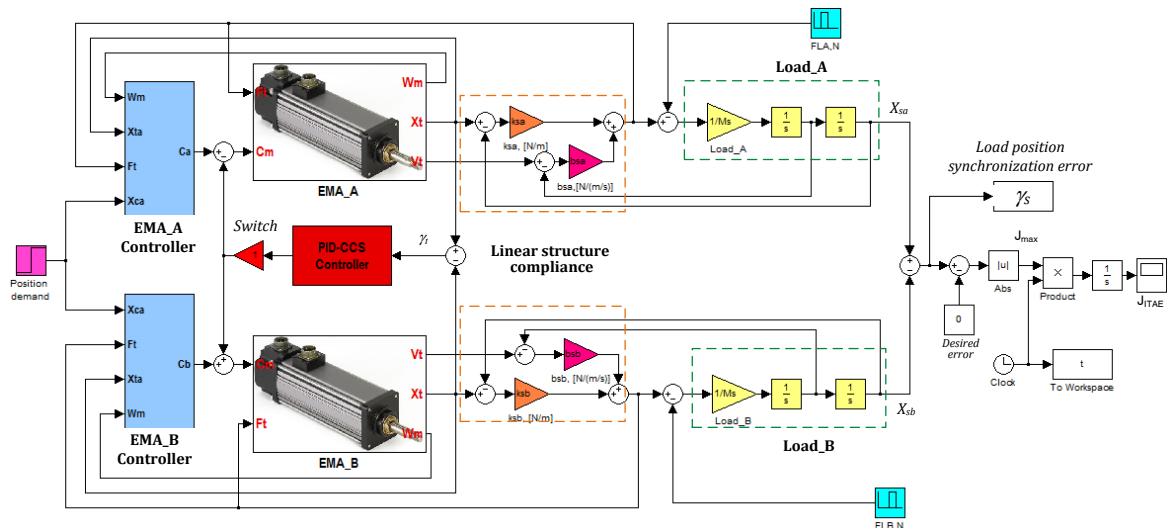 FLA,N
Load_A
Wm
Xta
Ft
Xca
Ca
EMA_A
Controller
Cm
Ft
Wm
Xt
Vt
EMA_A
ksa
ksa, [N/m]
bsa
bsa,[N/(m/s)]
1/Ms
Load_A
1
s
1
s
Xsa
Load position
synchronization error
γs
Switch
1
PID-CCS
Controller
γt
Linear structure
compliance
Position
demand
Jmax
|u|
Abs
×
Product
1
s
JITAE
0
Desired
error
Clock
t
To Workspace
Xca
Ft
Xta
Wm
Cb
EMA_B
Controller
Cm
Ft
Vt
Xt
Wm
EMA_B
bsb
bsb, [N/(m/s)]
ksb
ksb, [N/m]
1/Ms
Load_B
1
s
1
s
Xsb
Load_B
FLB,N